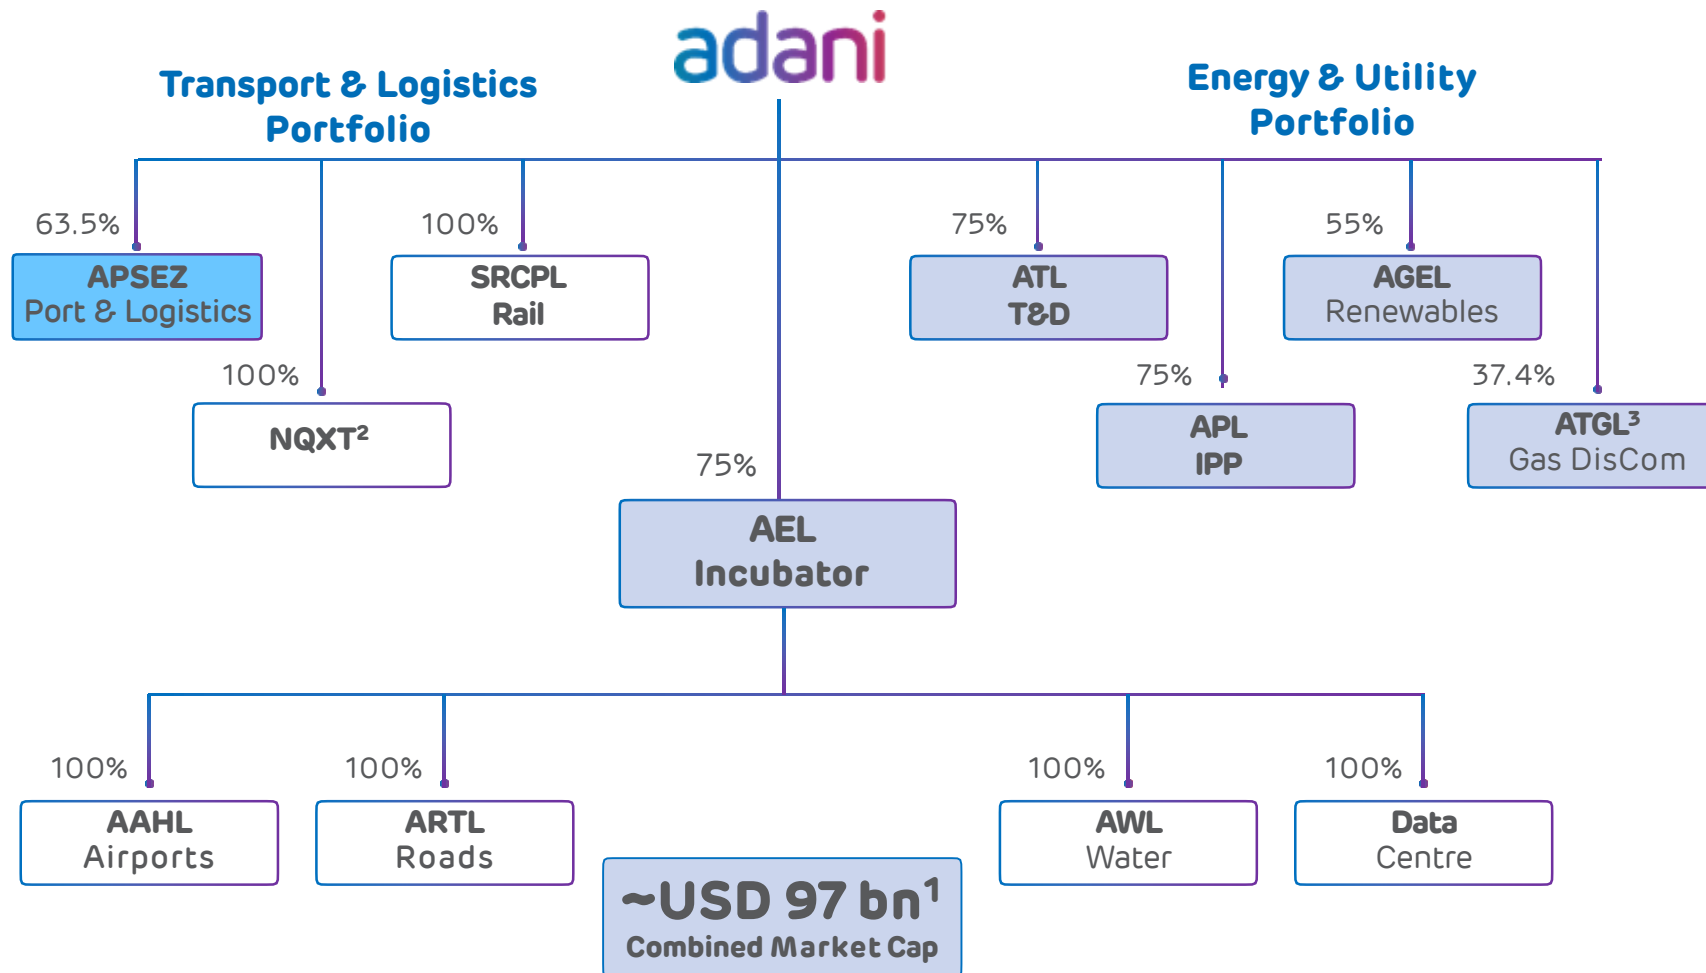 adani
Transport & Logistics
Portfolio
Energy & Utility
Portfolio
63.5%
APSEZ
Port & Logistics
100%
SRCPL
Rail
75%
ATL
T&D
55%
AGEL
Renewables
100%
NQXT²
75%
APL
IPP
37.4%
ATGL³
Gas DisCom
75%
AEL
Incubator
100%
AAHL
Airports
100%
ARTL
Roads
100%
AWL
Water
100%
Data
Centre
~USD 97 bn¹
Combined Market Cap